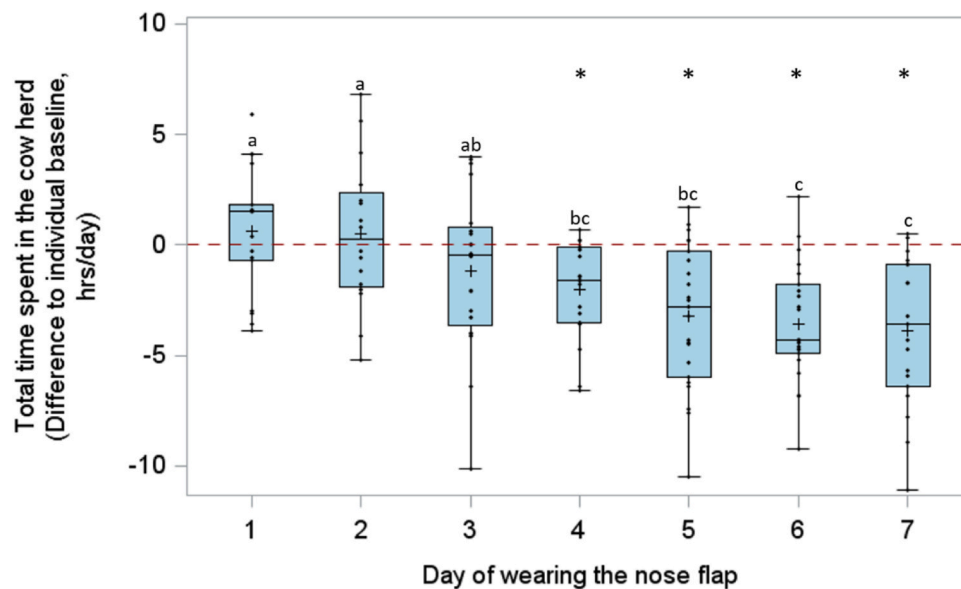 Total time spent in the cow herd
(Difference to individual baseline,
hrs/day)
10
5
0
-5
-10
* * * *
a a ab bc bc c c
1 2 3 4 5 6 7
Day of wearing the nose flap